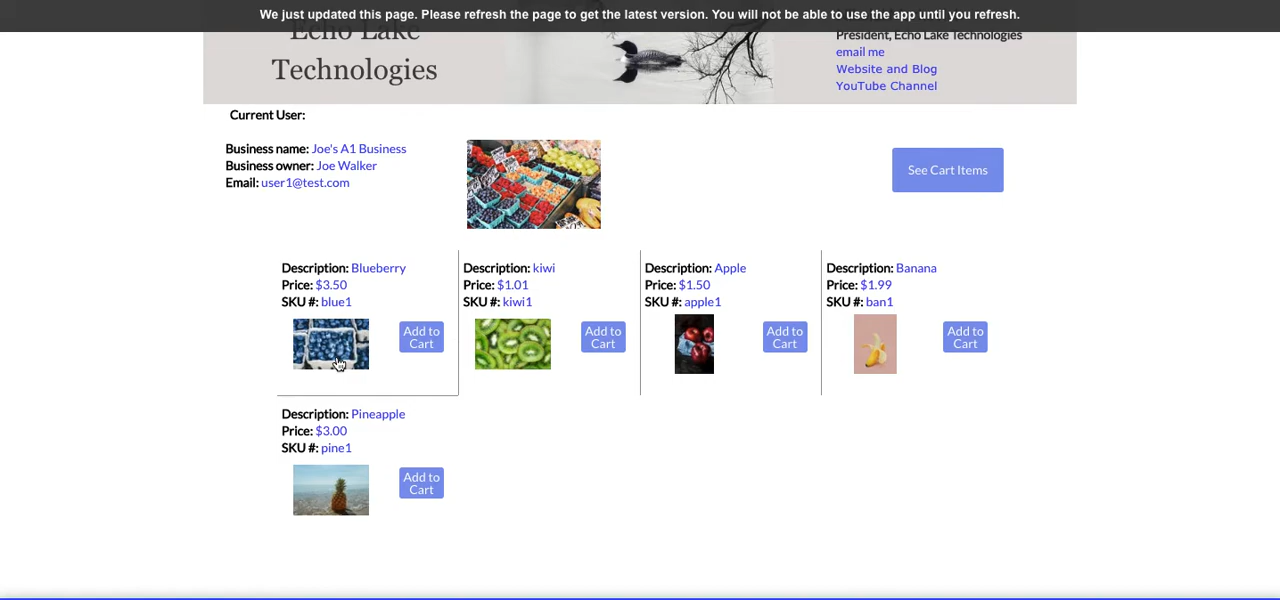 We just updated this page. Please refresh the page to get the latest version. You will not be able to use the app until you refresh.
Echo Lake
Technologies
President, Echo Lake Technologies
email me
Website and Blog
YouTube Channel
Current User:
Business name: Joe's A1 Business
Business owner: Joe Walker
Email: user1@test.com
See Cart Items
Description: Blueberry
Price: $3.50
SKU #: blue1
Add to
Cart
Description: kiwi
Price: $1.01
SKU #: kiwi1
Add to
Cart
Description: Apple
Price: $1.50
SKU #: apple1
Add to
Cart
Description: Banana
Price: $1.99
SKU #: ban1
Add to
Cart
Description: Pineapple
Price: $3.00
SKU #: pine1
Add to
Cart